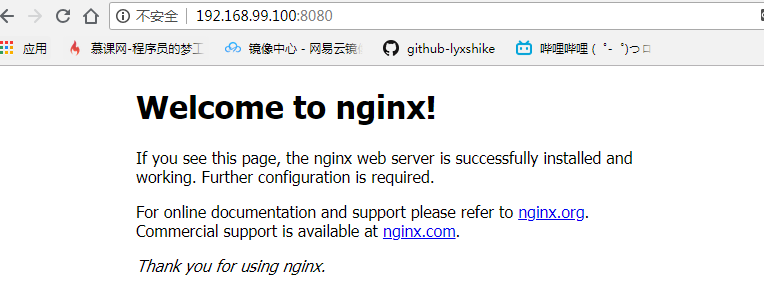 不安全 192.168.99.100:8080
应用 慕课网-程序员的梦工 镜像中心 - 网易云镜 github-lyxshike 哔哩哔哩 ( ゜- ゜)つロ
Welcome to nginx!
If you see this page, the nginx web server is successfully installed and
working. Further configuration is required.
For online documentation and support please refer to nginx.org.
Commercial support is available at nginx.com.
Thank you for using nginx.